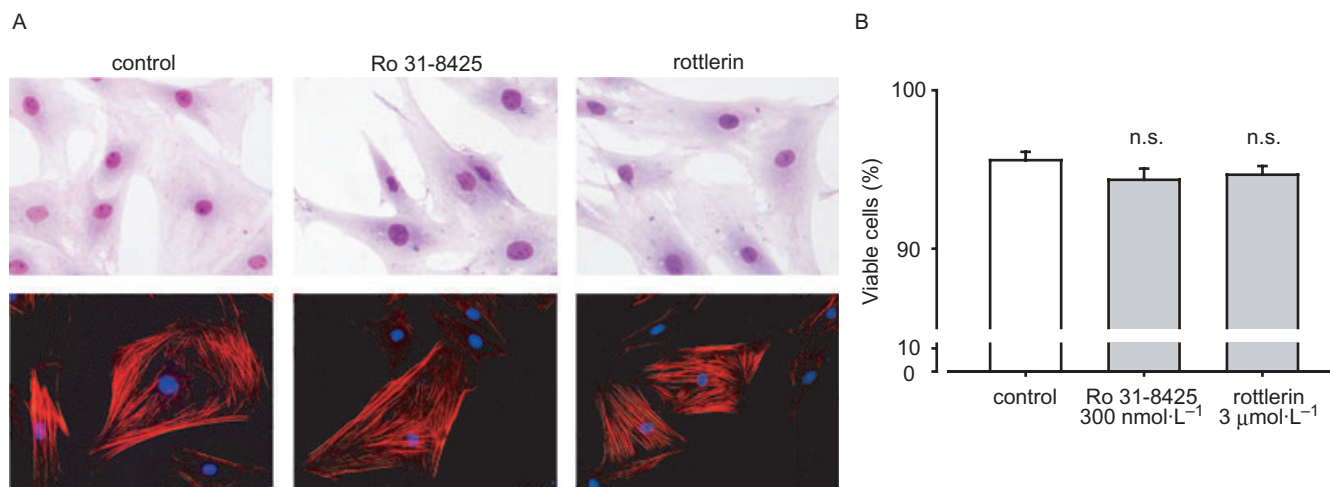 A
control
Ro 31-8425
rottlerin
B
100
90
10
0
Viable cells (%)
n.s.
n.s.
control
Ro 31-8425
300 nmol·L⁻¹
rottlerin
3 µmol·L⁻¹